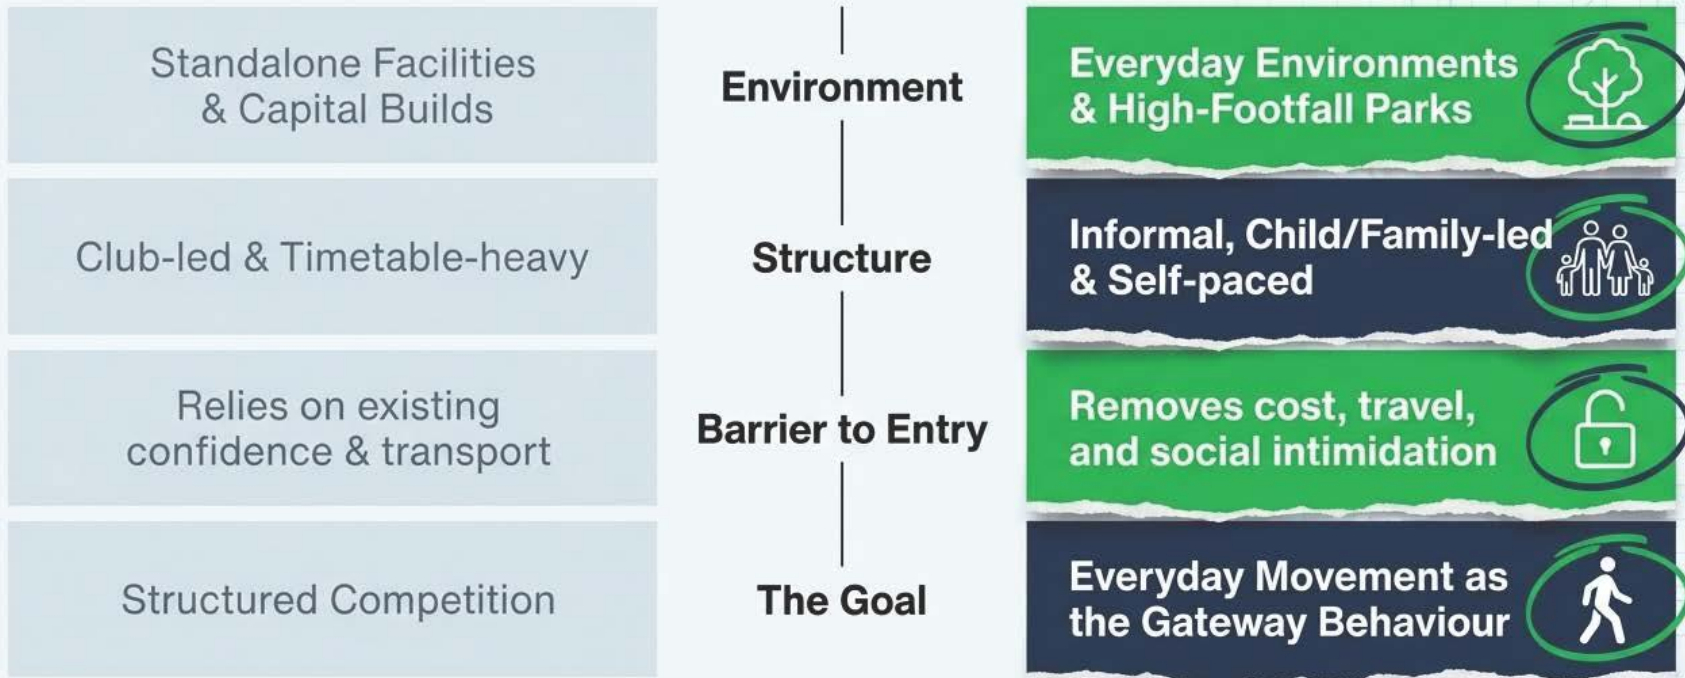 Standalone Facilities
& Capital Builds
Environment
Everyday Environments
& High-Footfall Parks
Club-led & Timetable-heavy
Structure
Informal, Child/Family-led
& Self-paced
Relies on existing
confidence & transport
Barrier to Entry
Removes cost, travel,
and social intimidation
Structured Competition
The Goal
Everyday Movement as
the Gateway Behaviour